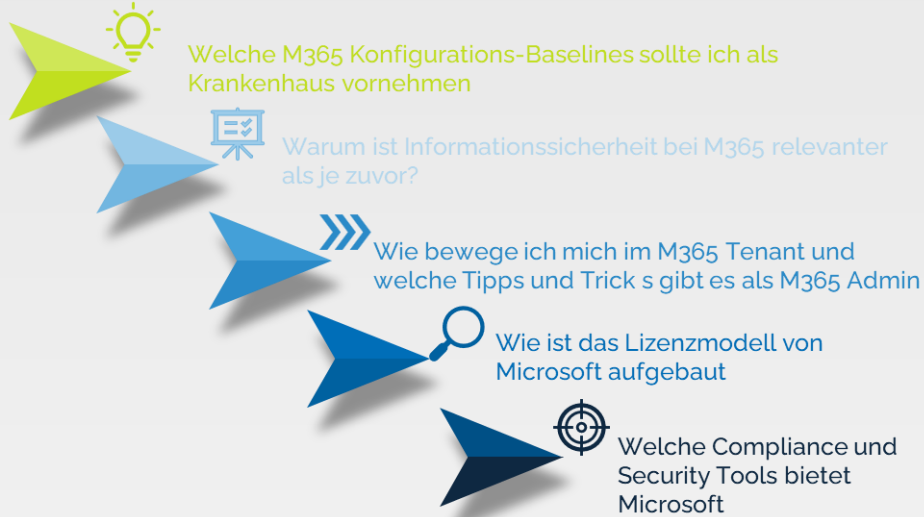 Welche M365 Konfigurations-Baselines sollte ich als
Krankenhaus vornehmen
Warum ist Informationssicherheit bei M365 relevanter
als je zuvor?
Wie bewege ich mich im M365 Tenant und
welche Tipps und Trick s gibt es als M365 Admin
Wie ist das Lizenzmodell von
Microsoft aufgebaut
Welche Compliance und
Security Tools bietet
Microsoft